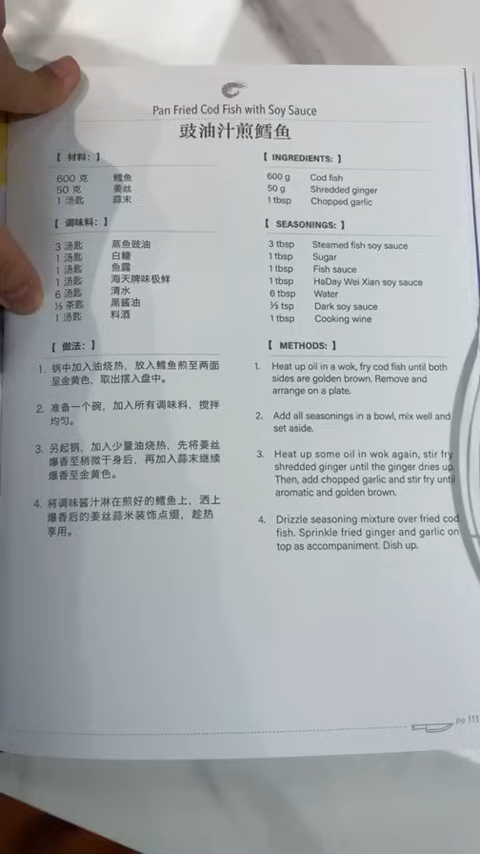 Pan Fried Cod Fish with Soy Sauce
豉油汁煎鳕鱼
【 材料: 】
600 克 鳕鱼
50 克 姜丝
1 汤匙 蒜末
【 调味料: 】
3 汤匙 蒸鱼豉油
1 汤匙 白糖
1 汤匙 鱼露
1 汤匙 海天牌味极鲜
6 汤匙 清水
⅓ 茶匙 黑酱油
1 汤匙 料酒
【 做法: 】
1. 锅中加入油烧热，放入鳕鱼煎至两面
呈金黄色，取出摆入盘中。
2. 准备一个碗，加入所有调味料，搅拌
均匀。
3. 另起锅，加入少量油烧热，先将姜丝
爆香至稍微干身后，再加入蒜末继续
爆香至金黄色。
4. 将调味酱汁淋在煎好的鳕鱼上，洒上
爆香后的姜丝蒜米装饰点缀，趁热
享用。
【 INGREDIENTS: 】
600 g Cod fish
50 g Shredded ginger
1 tbsp Chopped garlic
【 SEASONINGS: 】
3 tbsp Steamed fish soy sauce
1 tbsp Sugar
1 tbsp Fish sauce
1 tbsp HaDay Wei Xian soy sauce
6 tbsp Water
⅓ tsp Dark soy sauce
1 tbsp Cooking wine
【 METHODS: 】
1. Heat up oil in a wok, fry cod fish until both
sides are golden brown. Remove and
arrange on a plate.
2. Add all seasonings in a bowl, mix well and
set aside.
3. Heat up some oil in wok again, stir fry
shredded ginger until the ginger dries up.
Then, add chopped garlic and stir fry until
aromatic and golden brown.
4. Drizzle seasoning mixture over fried cod
fish. Sprinkle fried ginger and garlic on
top as accompaniment. Dish up.
pg 111